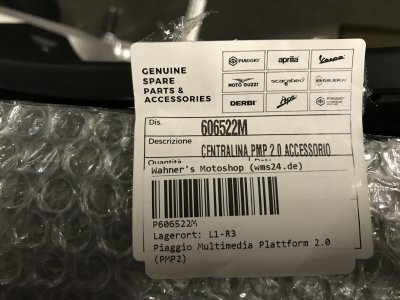 GENUINE
SPARE
PARTS &
ACCESSORIES
PIAGGIO aprilia Vespa
MOTO GUZZI scarabeo GILERA
DERBI Ape PIAGGIO
Dis.
606522M
Descrizione
CENTRALINA PMP 2.0 ACCESSORIO
Quantità
Wahner's Motoshop (wms24.de)
P606522M
Lagerort: L1-R3
Piaggio Multimedia Plattform 2.0
(PMP2)